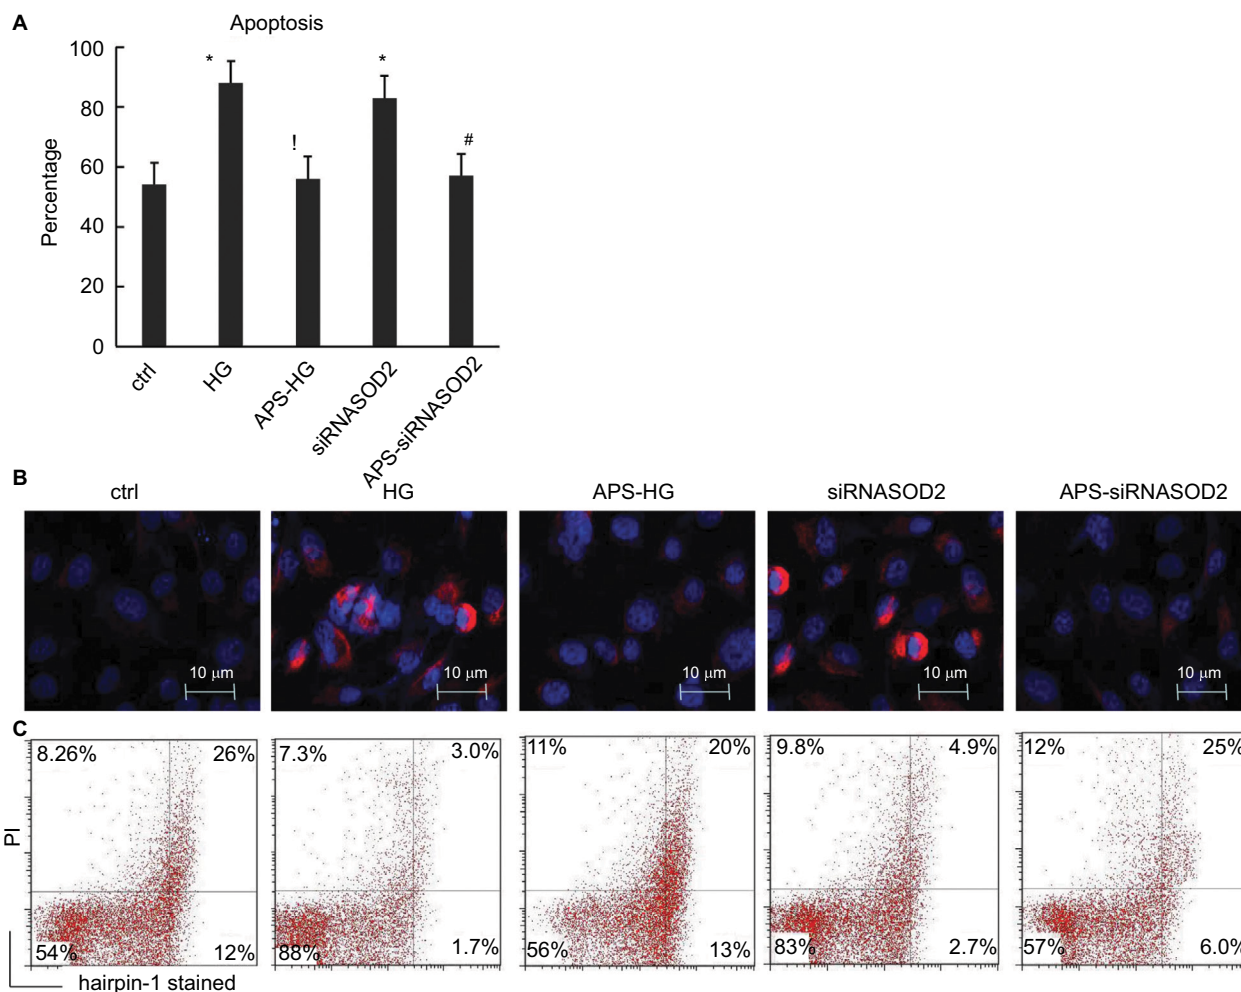 A
Apoptosis
100
80
60
40
20
0
Percentage
*
!
*
#
ctrl
HG
APS-HG
siRNASOD2
APS-siRNASOD2
B
ctrl
HG
APS-HG
siRNASOD2
APS-siRNASOD2
10 μm
10 μm
10 μm
10 μm
10 μm
C
8.26%
26%
54%
12%
7.3%
3.0%
88%
1.7%
11%
20%
56%
13%
9.8%
4.9%
83%
2.7%
12%
25%
57%
6.0%
PI
hairpin-1 stained